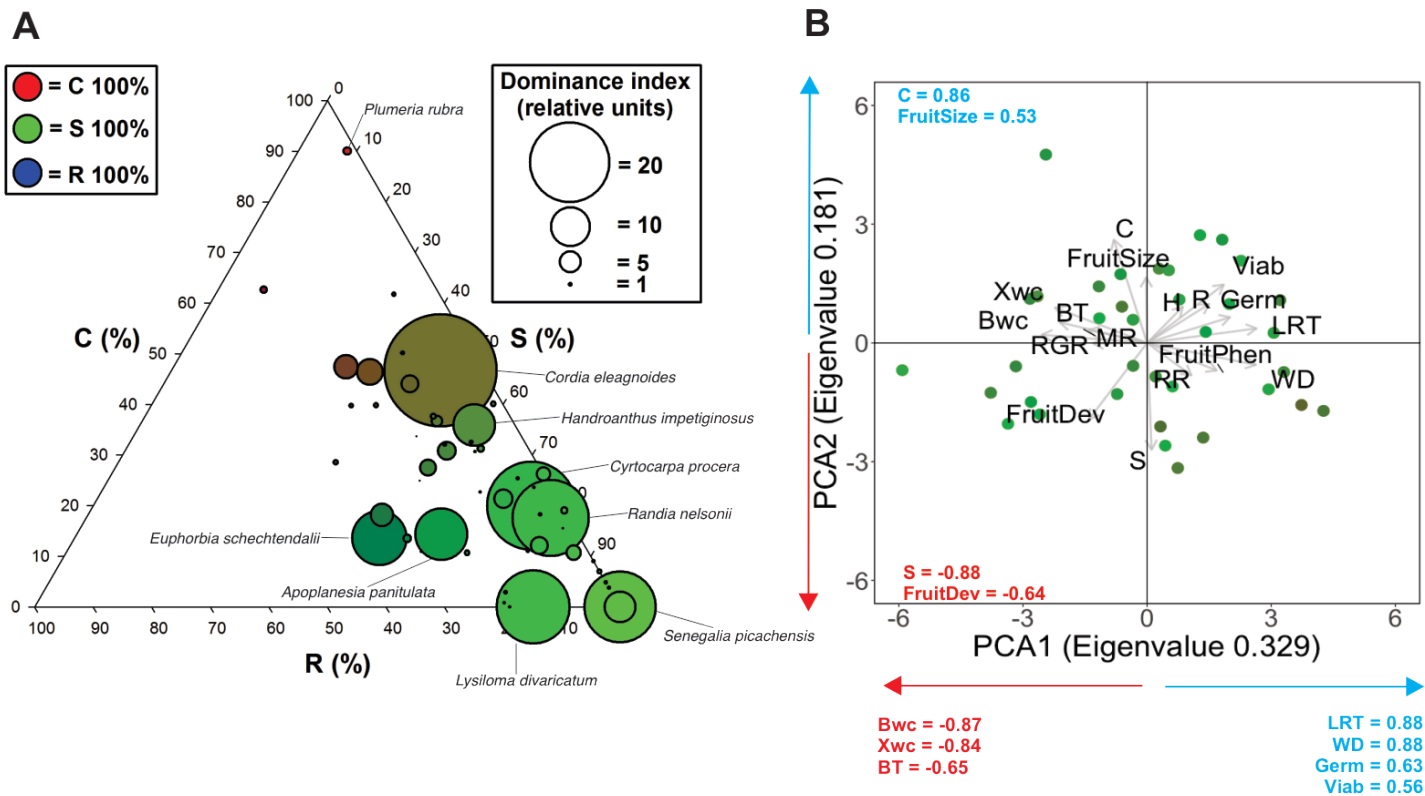 A
= C 100%
= S 100%
= R 100%
Dominance index
(relative units)
= 20
= 10
= 5
= 1
0
100
Plumeria rubra
10
90
20
80
30
70
40
60
C (%)
S (%)
50
Cordia eleagnoides
60
40
Handroanthus impetiginosus
70
30
Cyrtocarpa procera
20
Randia nelsonii
Euphorbia schechtendalii
90
10
Apoplanesia panitulata
0
100
90
80
70
60
50
40
30
10
Senegalia picachensis
R (%)
Lysiloma divaricatum
B
C = 0.86
FruitSize = 0.53
6
3
0
-3
-6
PCA2 (Eigenvalue 0.181)
C
FruitSize
Viab
Xwc
BT
H
R
Germ
Bwc
MR
LRT
RGR
FruitPhen
RR
WD
FruitDev
S
S = -0.88
FruitDev = -0.64
-6
-3
0
3
6
PCA1 (Eigenvalue 0.329)
Bwc = -0.87
Xwc = -0.84
BT = -0.65
LRT = 0.88
WD = 0.88
Germ = 0.63
Viab = 0.56